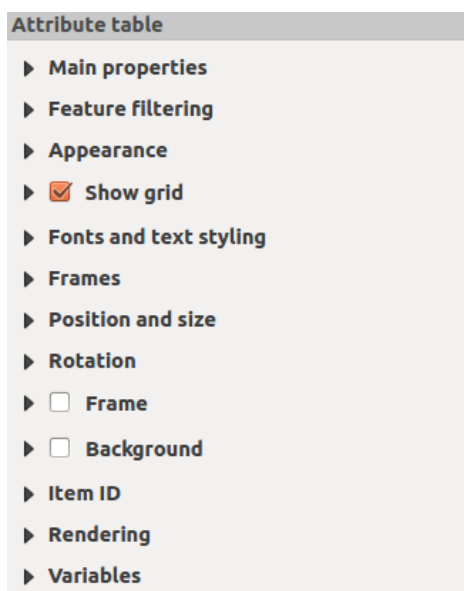 Attribute table
Main properties
Feature filtering
Appearance
Show grid
Fonts and text styling
Frames
Position and size
Rotation
Frame
Background
Item ID
Rendering
Variables